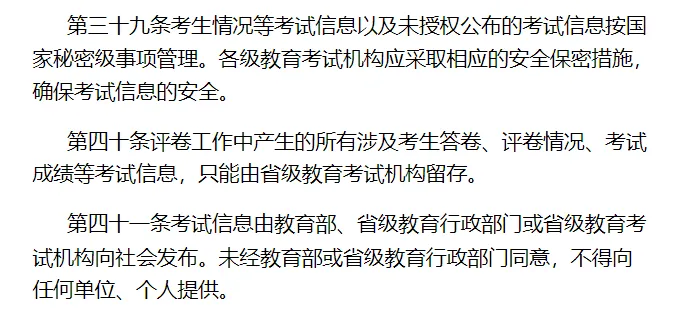 第三十九条考生情况等考试信息以及未授权公布的考试信息按国
家秘密级事项管理。各级教育考试机构应采取相应的安全保密措施，
确保考试信息的安全。
第四十条评卷工作中产生的所有涉及考生答卷、评卷情况、考试
成绩等考试信息，只能由省级教育考试机构留存。
第四十一条考试信息由教育部、省级教育行政部门或省级教育考
试机构向社会发布。未经教育部或省级教育行政部门同意，不得向
任何单位、个人提供。